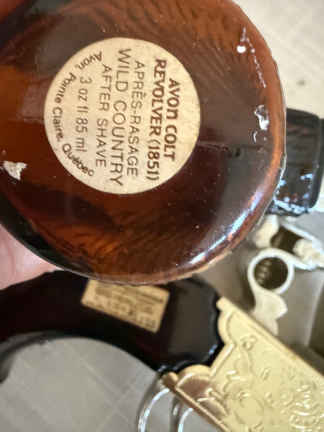 AVON COLT
REVOLVER (1851)
APRÈS-RASAGE
WILD COUNTRY
AFTER SHAVE
3 oz fl 85 ml
Avon, Pointe Claire, Québec